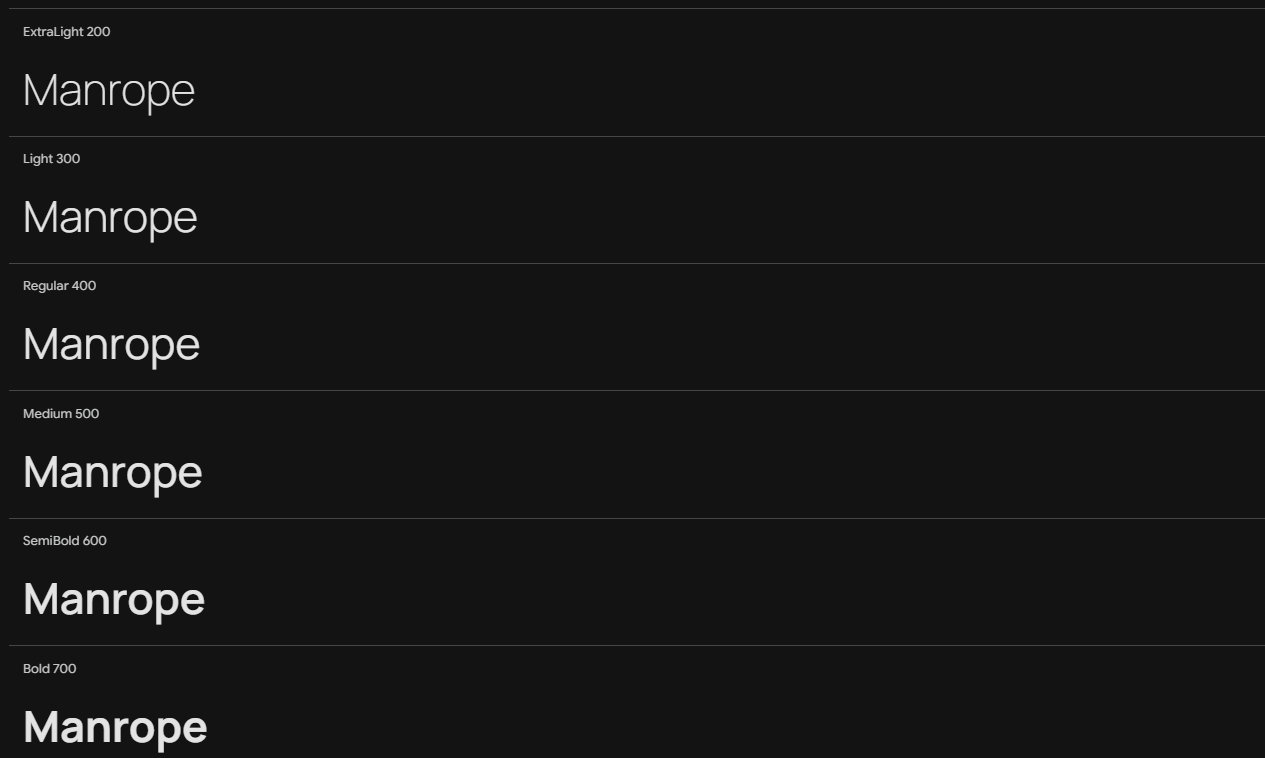 ExtraLight 200
Manrope
Light 300
Manrope
Regular 400
Manrope
Medium 500
Manrope
SemiBold 600
Manrope
Bold 700
Manrope